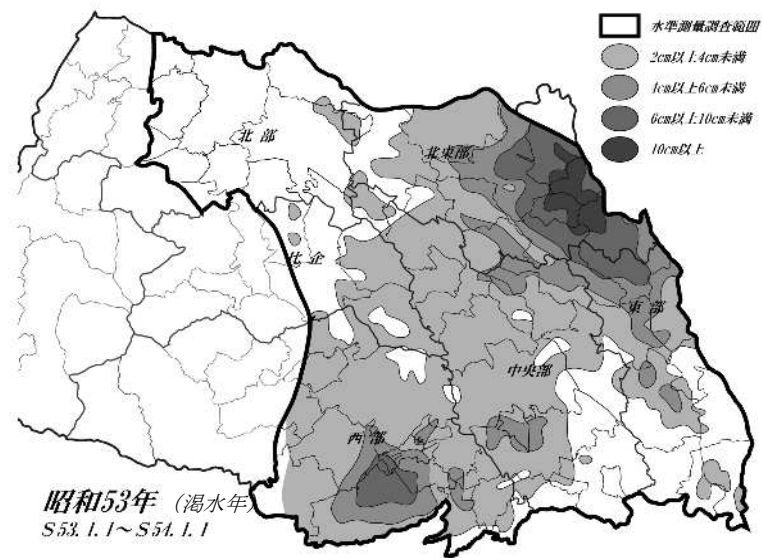 水準測量調査範囲
2cm以上4cm未満
4cm以上6cm未満
6cm以上10cm未満
10cm以上
北部
北東部
比企
東部
中央部
西部
昭和53年 (渇水年)
S53.1.1~S54.1.1